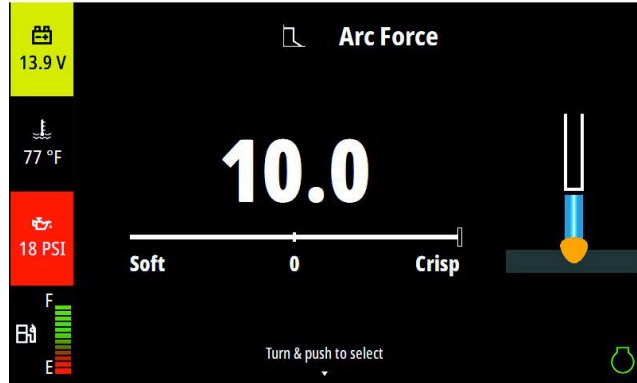 Arc Force
13.9 V
77 °F
10.0
18 PSI
Soft 0 Crisp
F
E
Turn & push to select